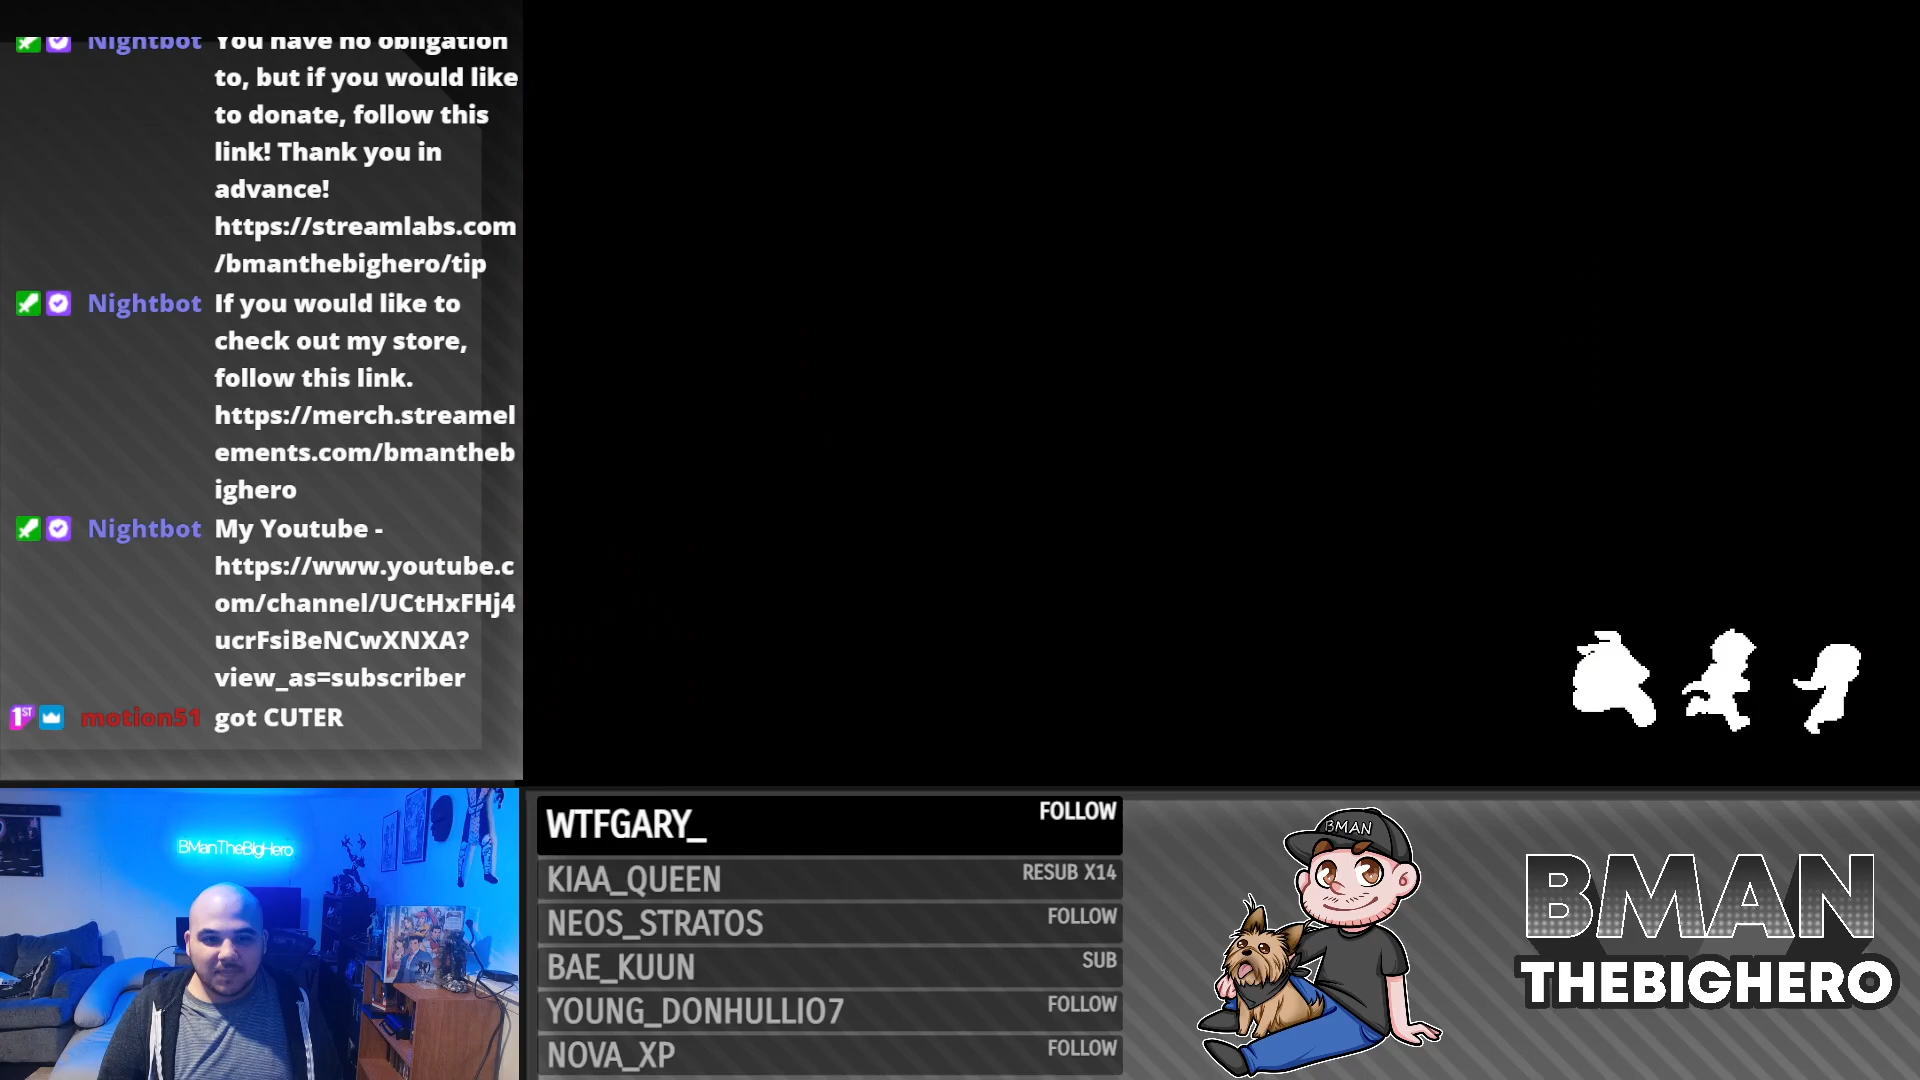 Nightbot You have no obligation
to, but if you would like
to donate, follow this
link! Thank you in
advance!
https://streamlabs.com
/bmanthebighero/tip
Nightbot If you would like to
check out my store,
follow this link.
https://merch.streamel
ements.com/bmantheb
ighero
Nightbot My Youtube -
https://www.youtube.c
om/channel/UCtHxFHj4
ucrFsiBeNCwXNXA?
view_as=subscriber
1ST motion51 got CUTER
BManTheBigHero
WTFGARY_ FOLLOW
KIAA_QUEEN RESUB X14
NEOS_STRATOS FOLLOW
BAE_KUUN SUB
YOUNG_DONHULLIO7 FOLLOW
NOVA_XP FOLLOW
BMAN
BMAN
THEBIGHERO